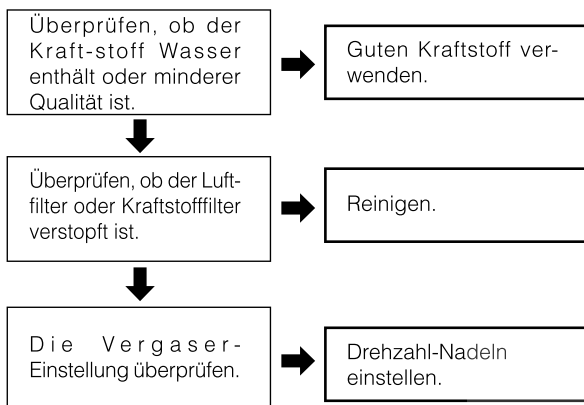 Überprüfen, ob der
Kraft-stoff Wasser
enthält oder minderer
Qualität ist.
Guten Kraftstoff ver-
wenden.
Überprüfen, ob der Luft-
filter oder Kraftstofffilter
verstopft ist.
Reinigen.
Die Vergaser-
Einstellung überprüfen.
Drehzahl-Nadeln
einstellen.